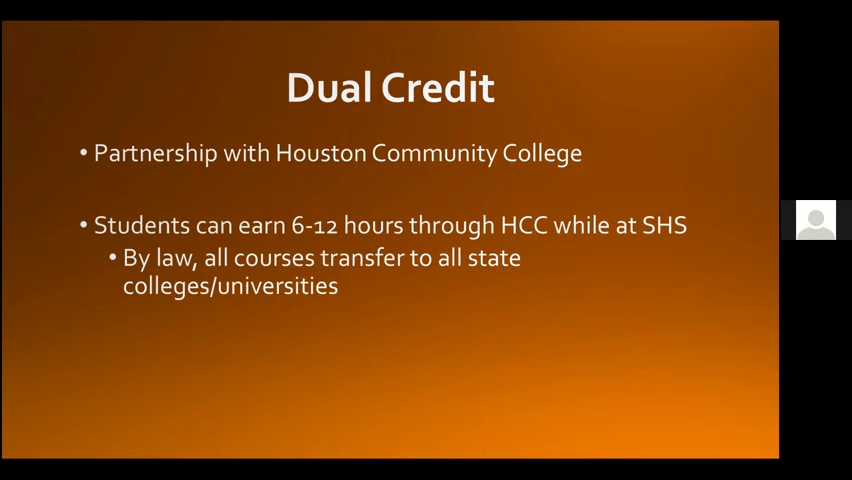 Dual Credit
• Partnership with Houston Community College
• Students can earn 6-12 hours through HCC while at SHS
• By law, all courses transfer to all state
colleges/universities